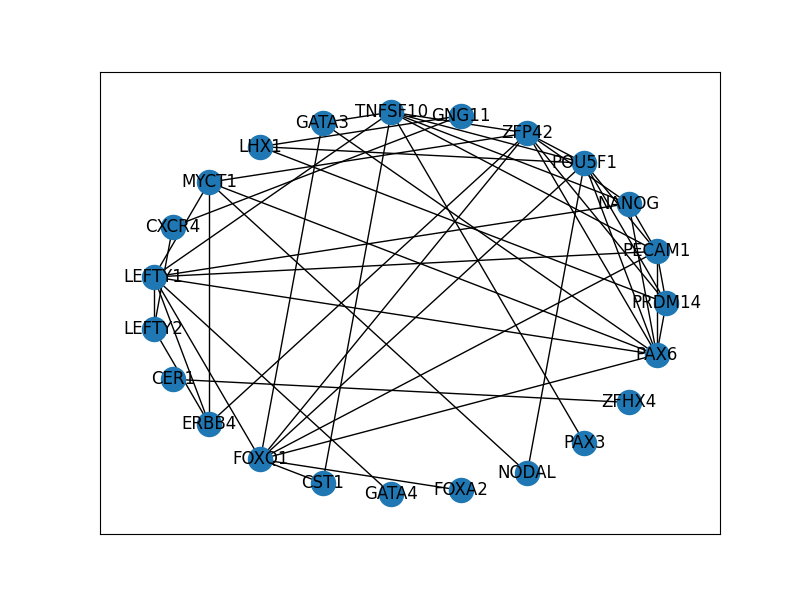 TNFSF10
GNG11
GATA3
ZFP42
LHX1
POU5F1
MYCT1
NANOG
CXCR4
PECAM1
LEFTY1
PRDM14
LEFTY2
PAX6
CER1
ZFHX4
ERBB4
PAX3
FOXO1
NODAL
CST1
FOXA2
GATA4